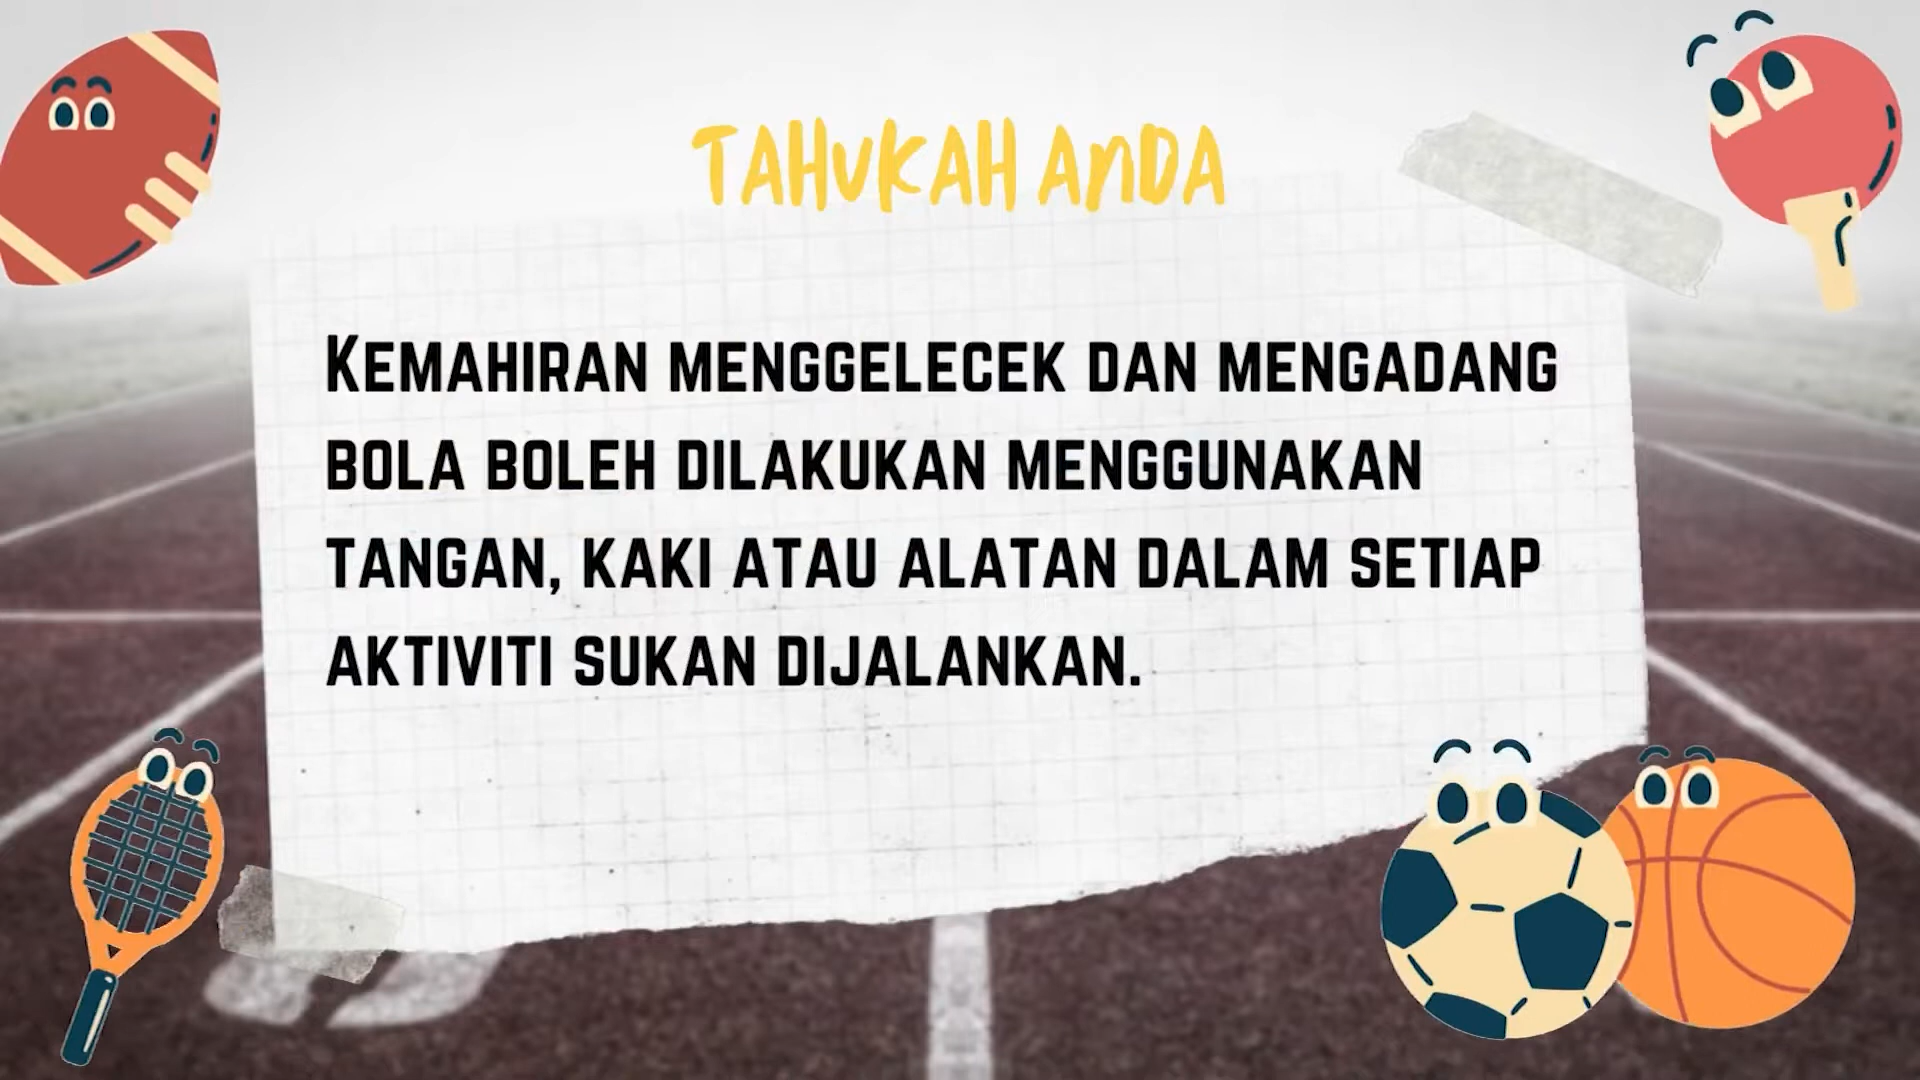 TAHUKAH ANDA
KEMAHIRAN MENGGELECEK DAN MENGADANG
BOLA BOLEH DILAKUKAN MENGGUNAKAN
TANGAN, KAKI ATAU ALATAN DALAM SETIAP
AKTIVITI SUKAN DIJALANKAN.